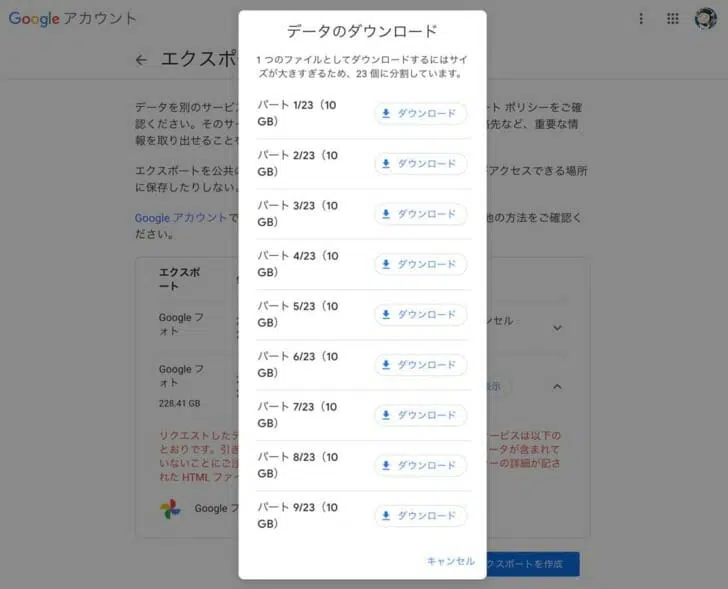 Google アカウント
データのダウンロード
1 つのファイルとしてダウンロードするにはサイ
ズが大きすぎるため、23 個に分割しています。
パート 1/23（10
GB）
ダウンロード
パート 2/23（10
GB）
ダウンロード
パート 3/23（10
GB）
ダウンロード
パート 4/23（10
GB）
ダウンロード
パート 5/23（10
GB）
ダウンロード
パート 6/23（10
GB）
ダウンロード
パート 7/23（10
GB）
ダウンロード
パート 8/23（10
GB）
ダウンロード
パート 9/23（10
GB）
ダウンロード
キャンセル
エクスポ
データを別のサービ
ート ポリシーをご確
認ください。そのサー
絡先など、重要な情
報を取り出せることを
エクスポートを公共の
がアクセスできる場所
に保存したりしない
Google アカウントで
他の方法をご確認く
ださい。
エクスポ
ート
Google フ
ォト
ンセル
Google フ
ォト
228.41 GB
表示
リクエストしたデ
ービスは以下の
とおりです。引き
ータが含まれて
いないことにご注
ーの詳細が記さ
れた HTML ファイ
Google フ
クスポートを作成